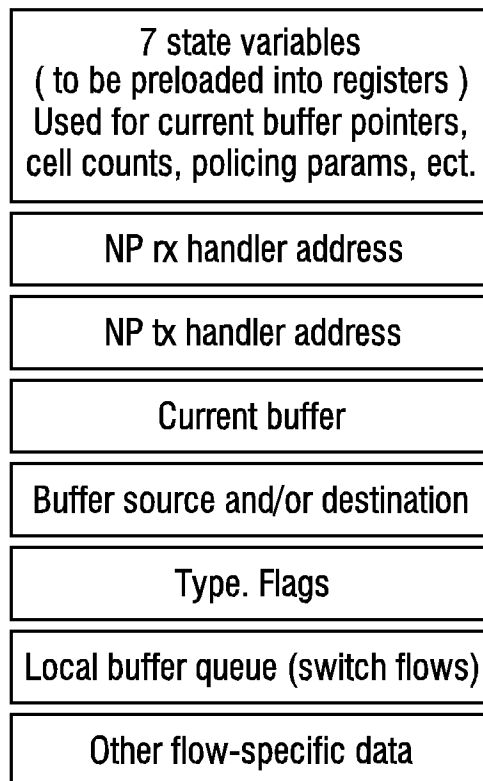 7 state variables
( to be preloaded into registers )
Used for current buffer pointers,
cell counts, policing params, ect.
NP rx handler address
NP tx handler address
Current buffer
Buffer source and/or destination
Type. Flags
Local buffer queue (switch flows)
Other flow-specific data